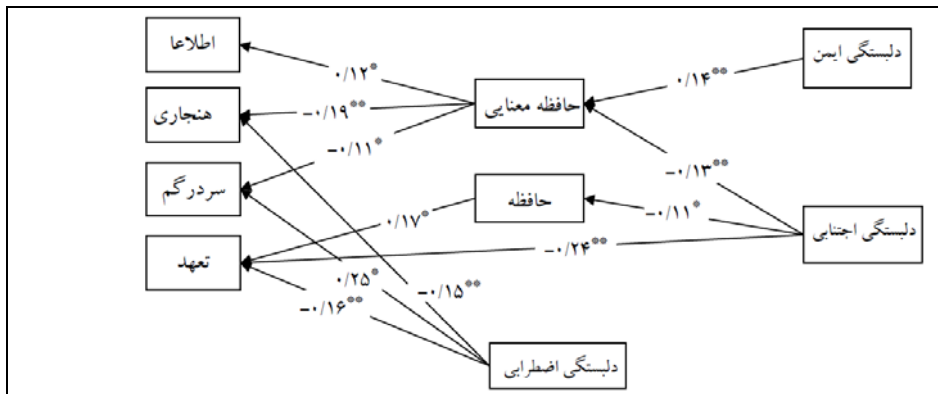 اطلاعا
دلبستگی ایمن
۰/۱۲*
۰/۱۴**
هنجاری
-۰/۱۹**
حافظه معنایی
-۰/۱۱*
سردرگم
-۰/۱۳**
حافظه
۰/۱۷*
-۰/۱۱*
دلبستگی اجتنابی
تعهد
-۰/۲۴**
۰/۲۵*
-۰/۱۵**
-۰/۱۶**
دلبستگی اضطرابی